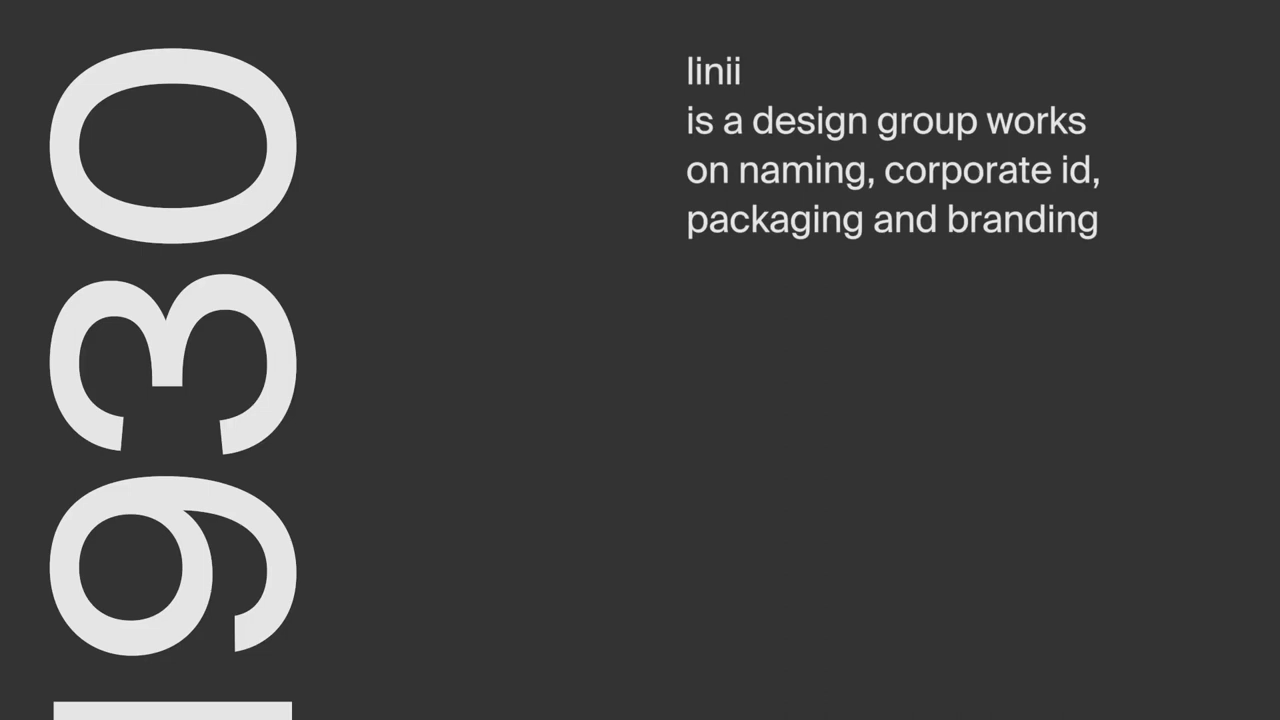 930
linii
is a design group works
on naming, corporate id,
packaging and branding